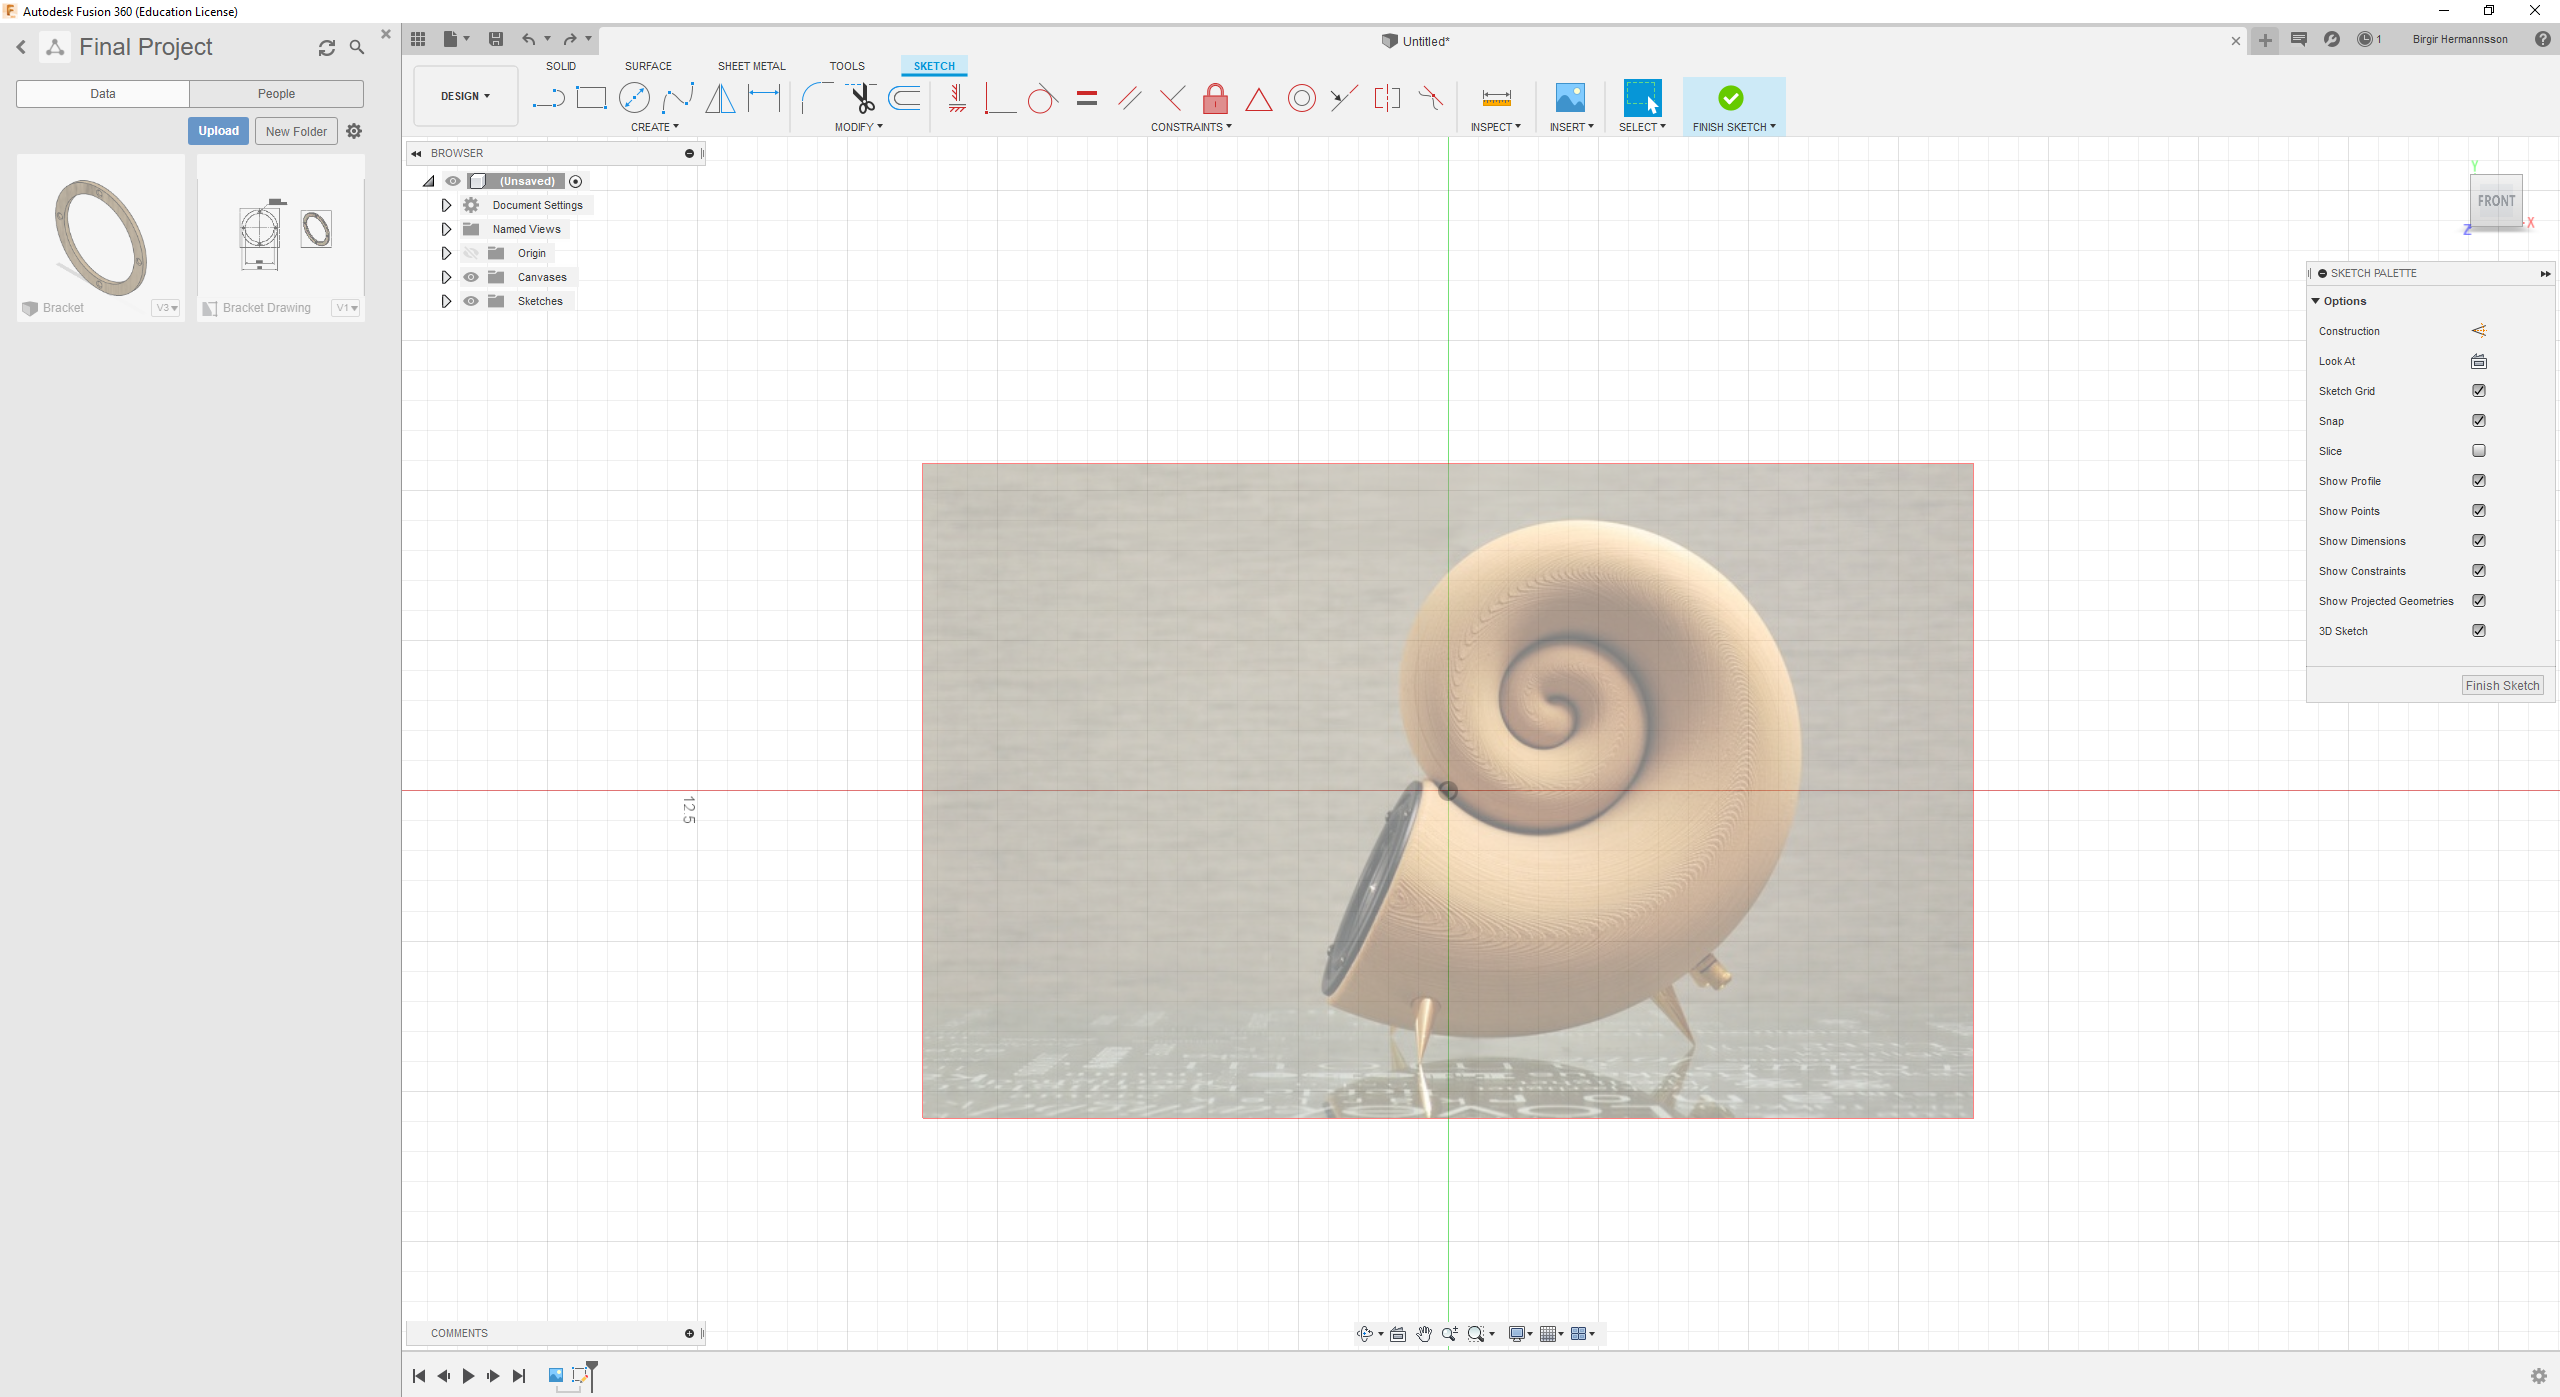 Autodesk Fusion 360 (Education License)
Final Project
Data
People
Upload
New Folder
Bracket
V3
Bracket Drawing
V1
Untitled*
1
Birgir Hermannsson
DESIGN
SOLID
SURFACE
SHEET METAL
TOOLS
SKETCH
CREATE
MODIFY
CONSTRAINTS
INSPECT
INSERT
SELECT
FINISH SKETCH
BROWSER
(Unsaved)
Document Settings
Named Views
Origin
Canvases
Sketches
12.5
Y
FRONT
X
Z
SKETCH PALETTE
Options
Construction
Look At
Sketch Grid
Snap
Slice
Show Profile
Show Points
Show Dimensions
Show Constraints
Show Projected Geometries
3D Sketch
Finish Sketch
COMMENTS